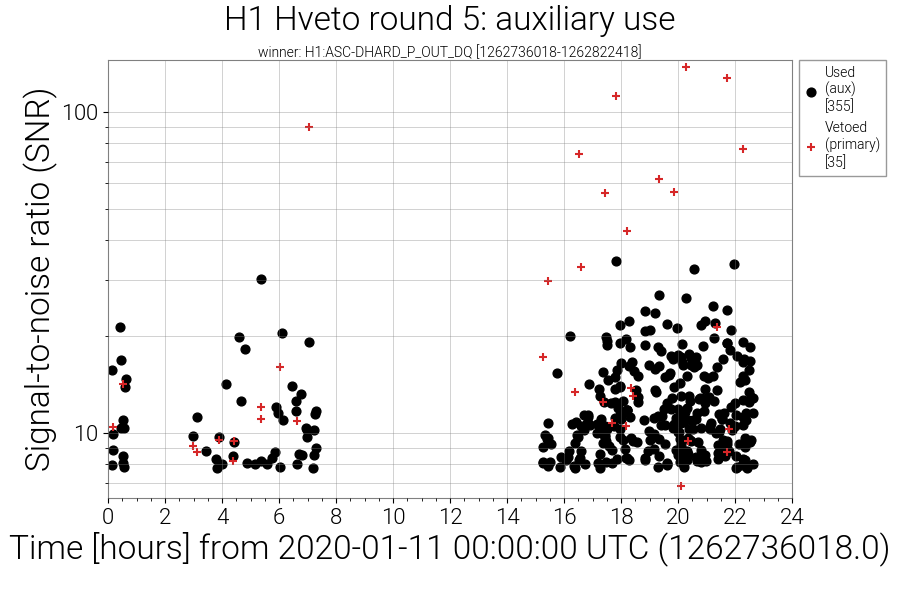 H1 Hveto round 5: auxiliary use
winner: H1:ASC-DHARD_P_OUT_DQ [1262736018-1262822418]
Signal-to-noise ratio (SNR)
100
10
Used
(aux)
[355]
Vetoed
(primary)
[35]
0 2 4 6 8 10 12 14 16 18 20 22 24
Time [hours] from 2020-01-11 00:00:00 UTC (1262736018.0)